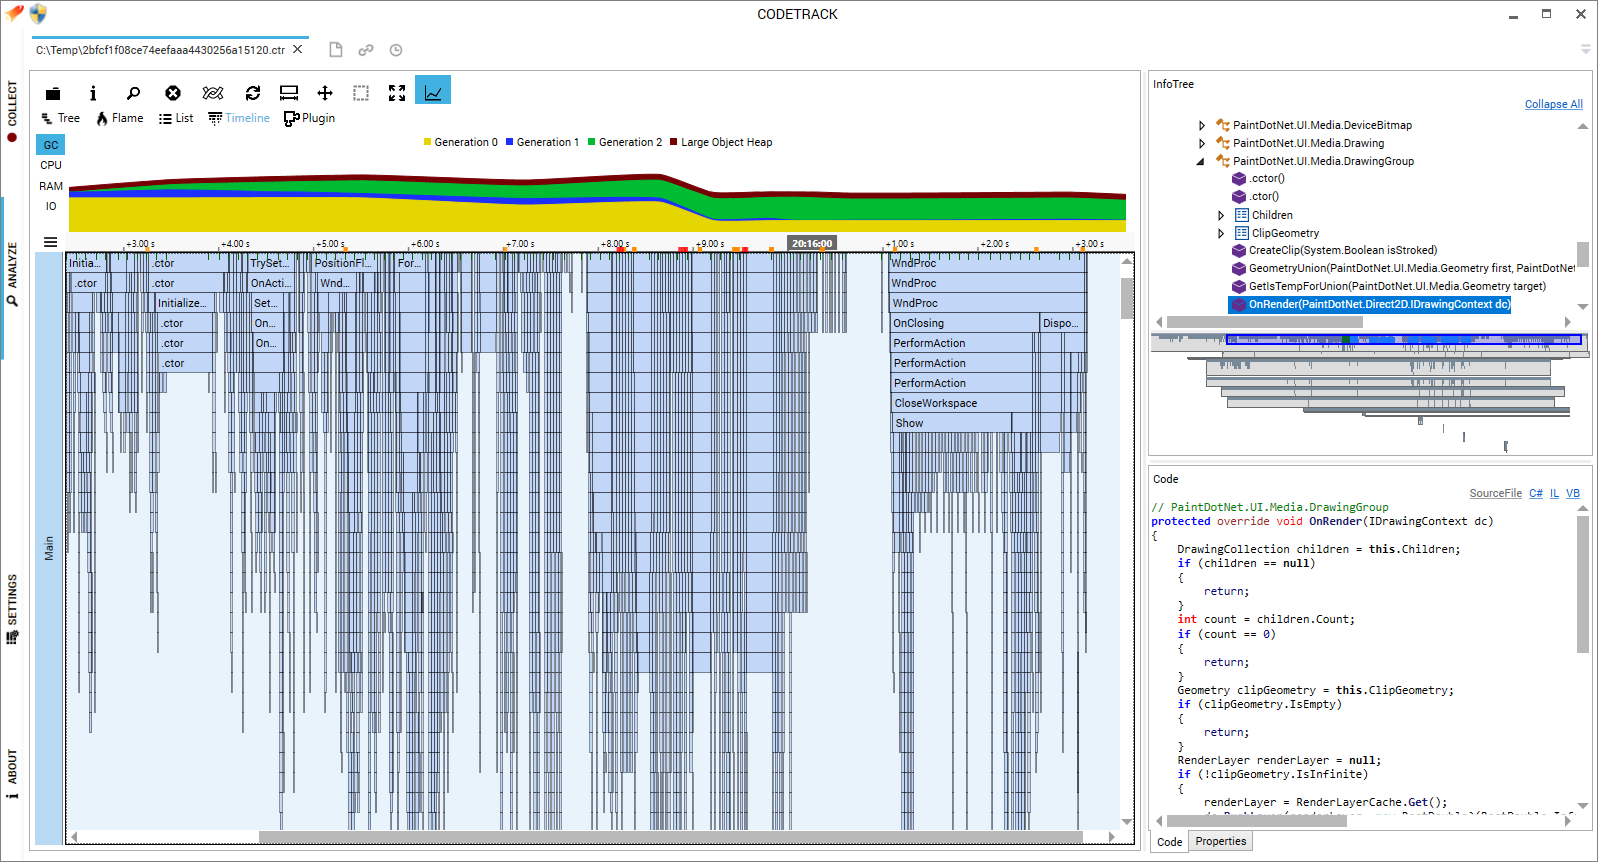 CODETRACK
C:\Temp\2bfcf1f08ce74eefaaa4430256a15120.ctr
COLLECT
ANALYZE
SETTINGS
ABOUT
Tree Flame List Timeline Plugin
GC
CPU
RAM
IO
Generation 0 Generation 1 Generation 2 Large Object Heap
+3.00 s +4.00 s +5.00 s +6.00 s +7.00 s +8.00 s +9.00 s 20:16:00 +1.00 s +2.00 s +3.00 s
Main
Initia... .ctor TrySet... PositionFl... For... WndProc
.ctor .ctor OnActi... Wnd... WndProc
Initialize... Set... WndProc
.ctor On... OnClosing Dispo...
.ctor On... PerformAction
.ctor PerformAction
PerformAction
CloseWorkspace
Show
InfoTree
Collapse All
PaintDotNet.UI.Media.DeviceBitmap
PaintDotNet.UI.Media.Drawing
PaintDotNet.UI.Media.DrawingGroup
.cctor()
.ctor()
Children
ClipGeometry
CreateClip(System.Boolean isStroked)
GeometryUnion(PaintDotNet.UI.Media.Geometry first, PaintDotNet
GetIsTempForUnion(PaintDotNet.UI.Media.Geometry target)
OnRender(PaintDotNet.Direct2D.IDrawingContext dc)
Code
SourceFile C# IL VB
// PaintDotNet.UI.Media.DrawingGroup
protected override void OnRender(IDrawingContext dc)
{
DrawingCollection children = this.Children;
if (children == null)
{
return;
}
int count = children.Count;
if (count == 0)
{
return;
}
Geometry clipGeometry = this.ClipGeometry;
if (clipGeometry.IsEmpty)
{
return;
}
RenderLayer renderLayer = null;
if (!clipGeometry.IsInfinite)
{
renderLayer = RenderLayerCache.Get();
Code Properties